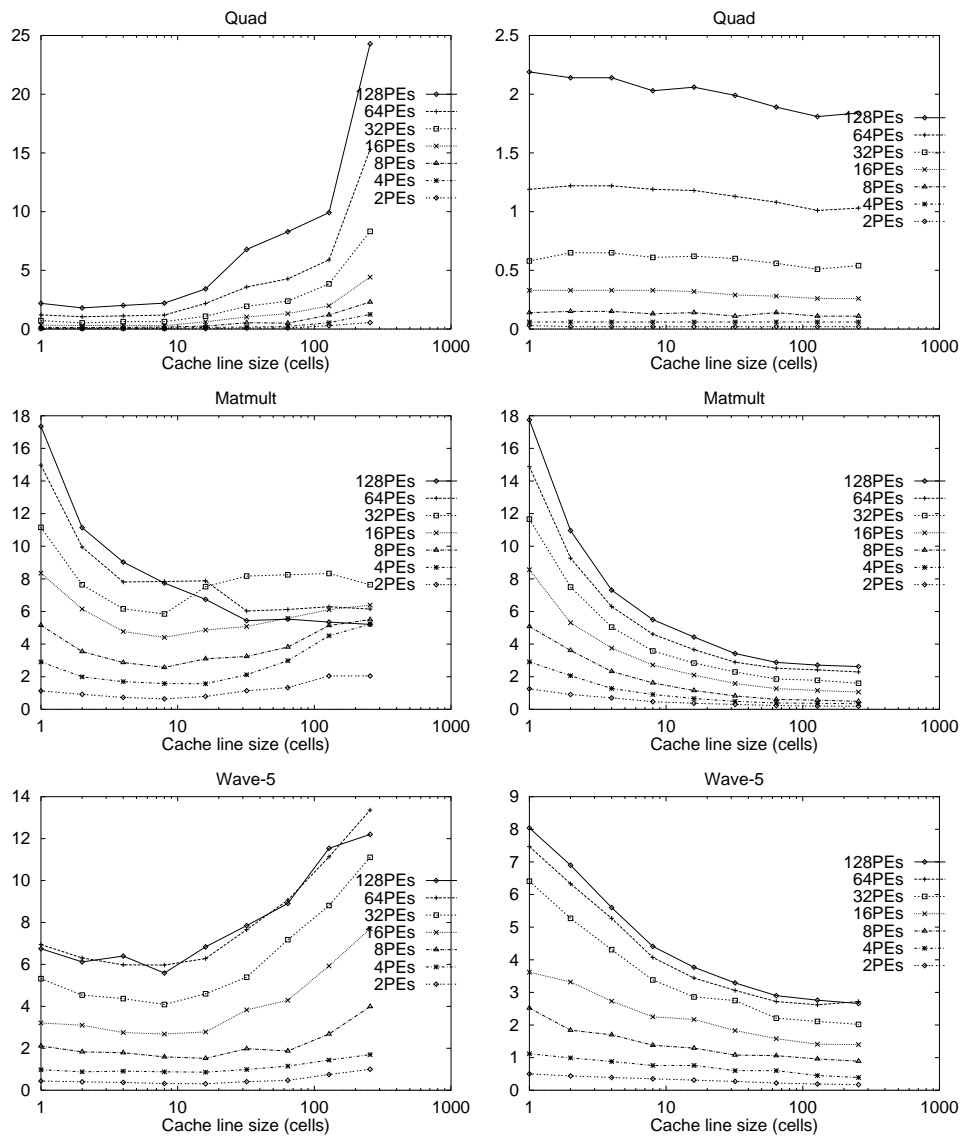 Quad
25
20
15
10
5
0
128PEs
64PEs
32PEs
16PEs
8PEs
4PEs
2PEs
1 10 100 1000
Cache line size (cells)
Quad
2.5
2
1.5
1
0.5
0
128PEs
64PEs
32PEs
16PEs
8PEs
4PEs
2PEs
1 10 100 1000
Cache line size (cells)
Matmult
18
16
14
12
10
8
6
4
2
0
128PEs
64PEs
32PEs
16PEs
8PEs
4PEs
2PEs
1 10 100 1000
Cache line size (cells)
Matmult
18
16
14
12
10
8
6
4
2
0
128PEs
64PEs
32PEs
16PEs
8PEs
4PEs
2PEs
1 10 100 1000
Cache line size (cells)
Wave-5
14
12
10
8
6
4
2
0
128PEs
64PEs
32PEs
16PEs
8PEs
4PEs
2PEs
1 10 100 1000
Cache line size (cells)
Wave-5
9
8
7
6
5
4
3
2
1
0
128PEs
64PEs
32PEs
16PEs
8PEs
4PEs
2PEs
1 10 100 1000
Cache line size (cells)